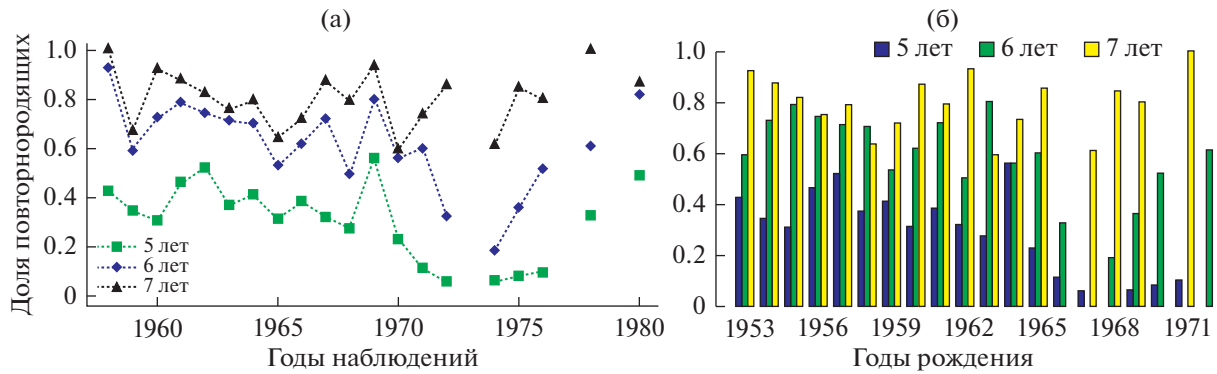 (а)
Доля повторнородящих
1.0
0.8
0.6
0.4
0.2
0
5 лет
6 лет
7 лет
1960 1965 1970 1975 1980
Годы наблюдений
(б)
5 лет 6 лет 7 лет
1.0
0.8
0.6
0.4
0.2
0
1953 1956 1959 1962 1965 1968 1971
Годы рождения